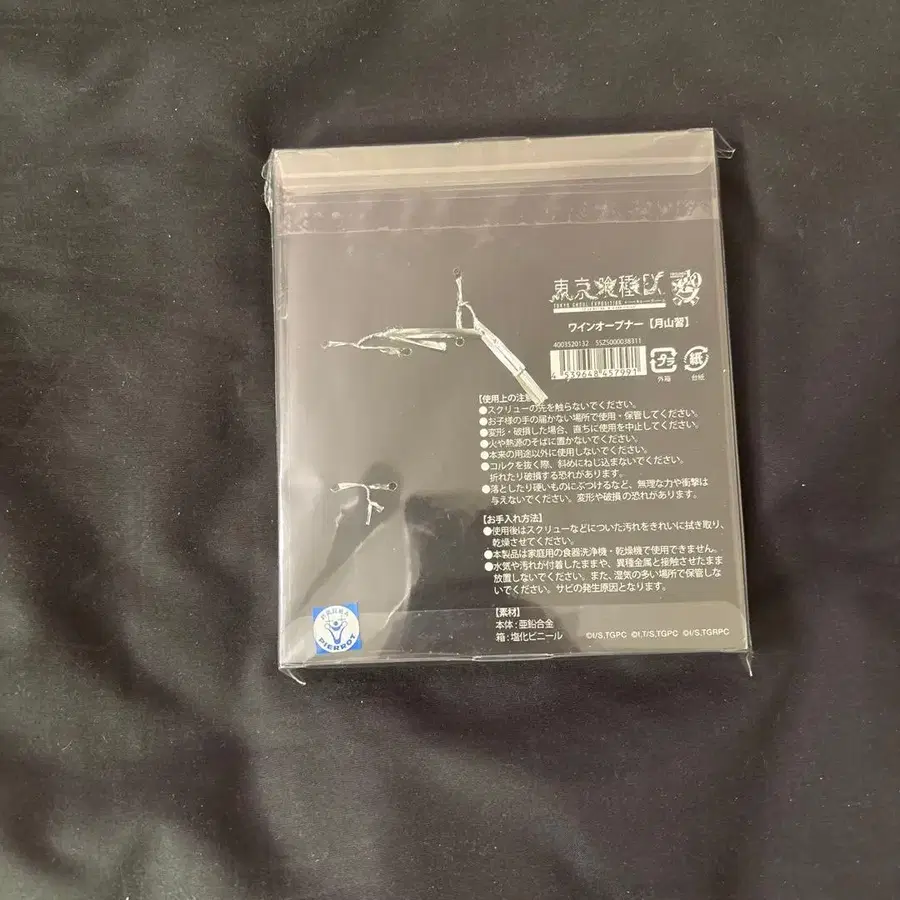 東京喰種EX.
TOKYO GHOUL EXPOSITION
ワインオープナー【月山習】
4003520132 5SZS000038311
4 539648 457991
プラ
外箱
紙
台紙
【使用上の注意
●スクリューの先を触らないでください。
●お子様の手の届かない場所で使用・保管してください。
●変形・破損した場合、直ちに使用を中止してください。
●火や熱源のそばに置かないでください。
●本来の用途以外に使用しないでください。
●コルクを抜く際、斜めにねじ込まないでください。
折れたり破損する恐れがあります。
●落としたり硬いものにぶつけるなど、無理な力や衝撃は
与えないでください。変形や破損の恐れがあります。
【お手入れ方法】
●使用後はスクリューなどについた汚れをきれいに拭き取り、
乾燥させてください。
●本製品は家庭用の食器洗浄機・乾燥機で使用できません。
●水気や汚れが付着したままや、異種金属と接触させたまま
放置しないでください。また、湿気の多い場所で保管しな
いでください。サビの発生原因となります。
【素材】
本体：亜鉛合金
箱：塩化ビニール
©I/S,TGPC ©I.T/S,TGPC ©I/S,TGRPC
PIERROT